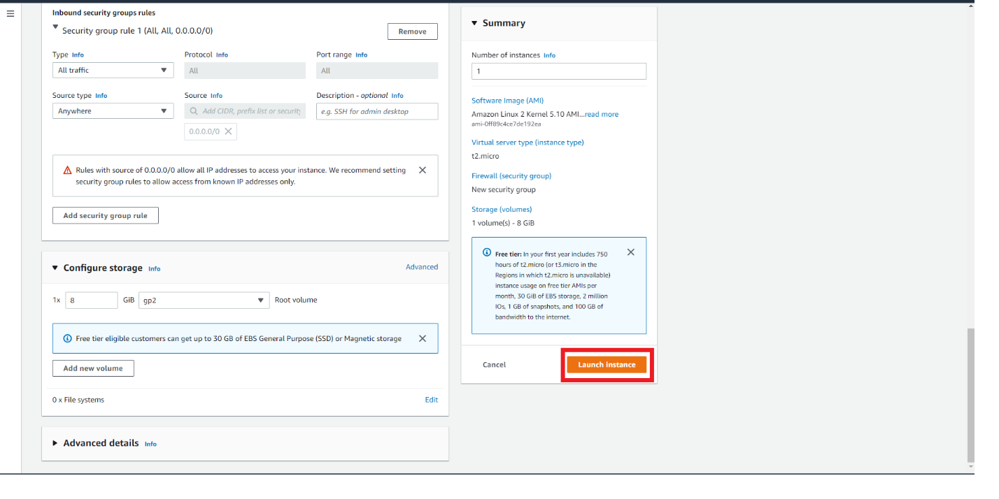 Inbound security groups rules
Security group rule 1 (All, All, 0.0.0.0/0)
Remove
Type Info
Protocol Info
Port range Info
All traffic
All
All
Source type Info
Source Info
Description - optional Info
Anywhere
Add CIDR, prefix list or security
e.g. SSH for admin desktop
0.0.0.0/0
Rules with source of 0.0.0.0/0 allow all IP addresses to access your instance. We recommend setting
security group rules to allow access from known IP addresses only.
Add security group rule
Configure storage Info
Advanced
1x
8
GiB
gp2
Root volume
Free tier eligible customers can get up to 30 GB of EBS General Purpose (SSD) or Magnetic storage
Add new volume
0 x File systems
Edit
Advanced details Info
Summary
Number of instances Info
1
Software Image (AMI)
Amazon Linux 2 Kernel 5.10 AMI...read more
ami-0ff89c4ce7de192ea
Virtual server type (instance type)
t2.micro
Firewall (security group)
New security group
Storage (volumes)
1 volume(s) - 8 GiB
Free tier: In your first year includes 750
hours of t2.micro (or t3.micro in the
Regions in which t2.micro is unavailable)
instance usage on free tier AMIs per
month, 30 GiB of EBS storage, 2 million
IOs, 1 GB of snapshots, and 100 GB of
bandwidth to the internet.
Cancel
Launch instance